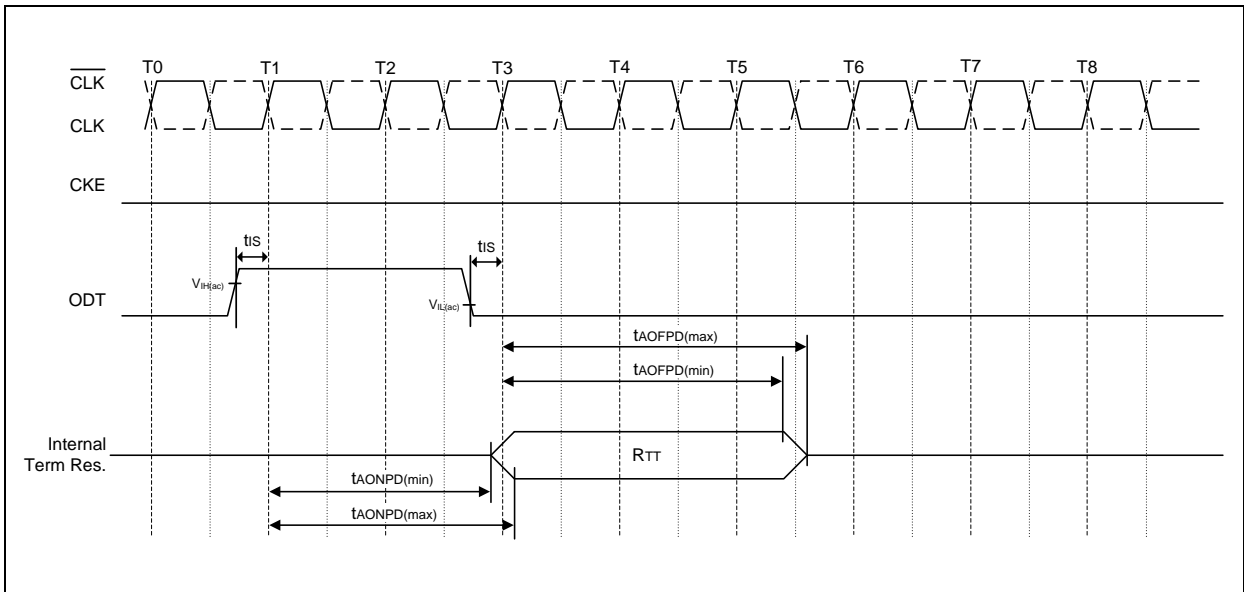 T0 T1 T2 T3 T4 T5 T6 T7 T8
CLK
CLK
CKE
tIS tIS
VIH(ac)
ODT
VIL(ac)
tAOFPD(max)
tAOFPD(min)
Internal
Term Res.
RTT
tAONPD(min)
tAONPD(max)